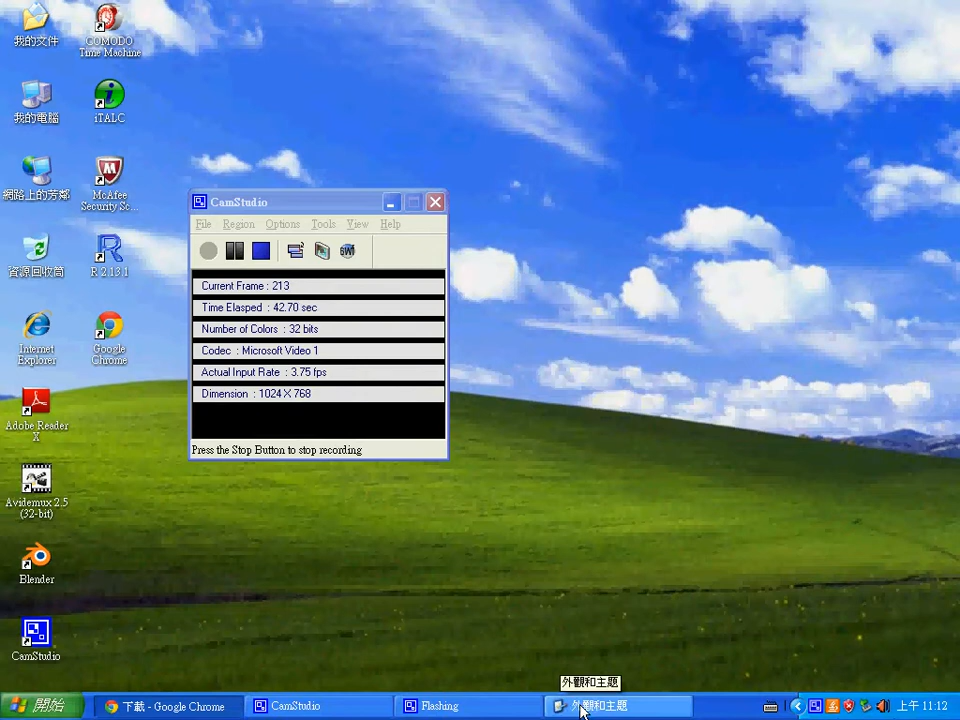 我的文件
COMODO
Time Machine
我的電腦
iTALC
網路上的芳鄰
McAfee
Security Sc...
資源回收筒
R 2.13.1
Internet
Explorer
Google
Chrome
Adobe Reader
X
Avidemux 2.5
(32-bit)
Blender
CamStudio
CamStudio
File Region Options Tools View Help
SWF
Current Frame : 213
Time Elasped : 42.70 sec
Number of Colors : 32 bits
Codec : Microsoft Video 1
Actual Input Rate : 3.75 fps
Dimension : 1024 X 768
Press the Stop Button to stop recording
外觀和主題
開始
下載 - Google Chrome
CamStudio
Flashing
外觀和主題
上午 11:12